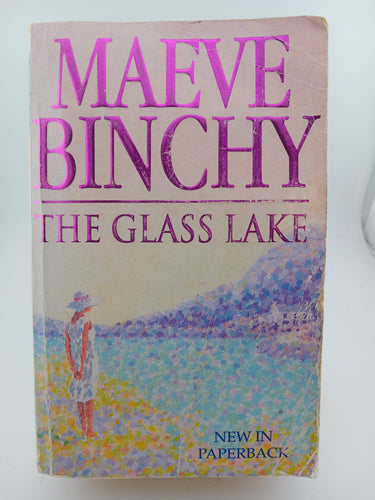 MAEVE
BINCHY
THE GLASS LAKE
NEW IN
PAPERBACK